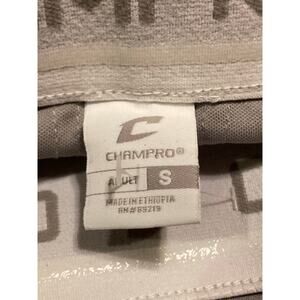 CHAMPRO®
ADULT S
MADE IN ETHIOPIA
RN#89219